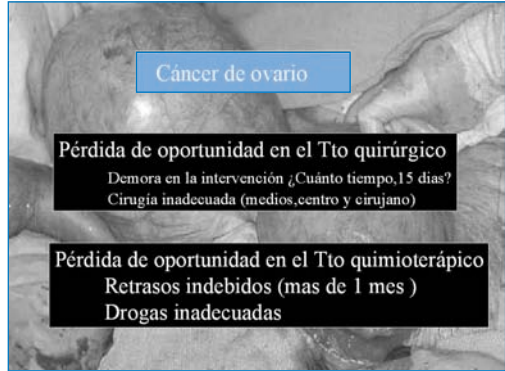 Cáncer de ovario
Pérdida de oportunidad en el Tto quirúrgico
Demora en la intervención ¿Cuánto tiempo,15 dias?
Cirugía inadecuada (medios,centro y cirujano)
Pérdida de oportunidad en el Tto quimioterápico
Retrasos indebidos (mas de 1 mes )
Drogas inadecuadas